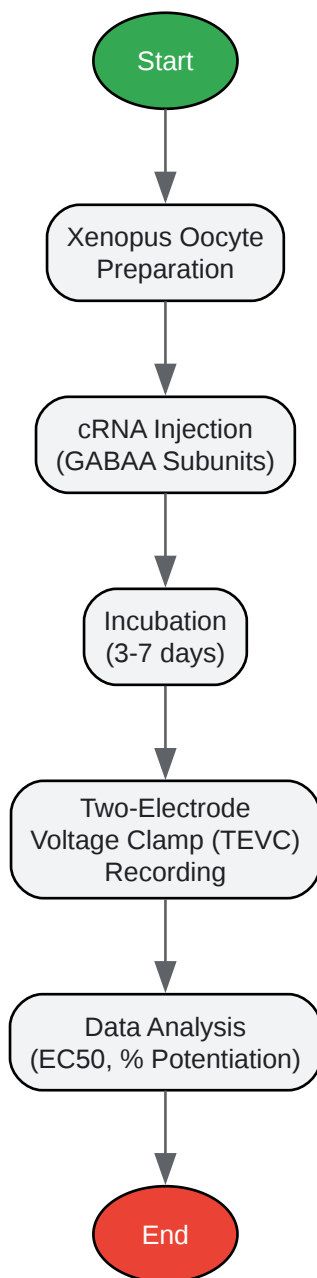 Start
Xenopus Oocyte
Preparation
cRNA Injection
(GABAA Subunits)
Incubation
(3-7 days)
Two-Electrode
Voltage Clamp (TEVC)
Recording
Data Analysis
(EC50, % Potentiation)
End